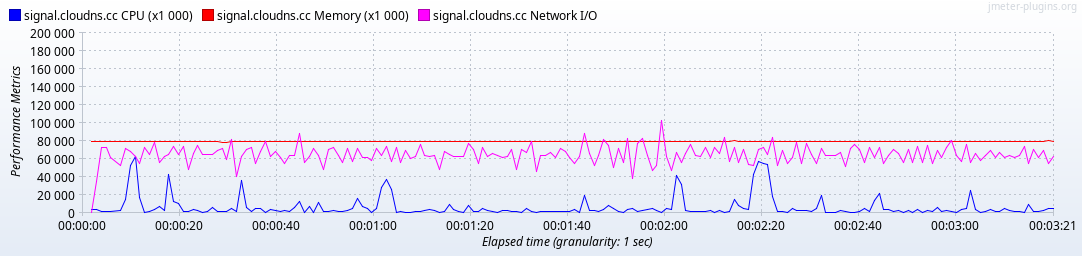 jmeter-plugins.org
signal.cloudns.cc CPU (x1 000) signal.cloudns.cc Memory (x1 000) signal.cloudns.cc Network I/O
Performance Metrics
200 000
180 000
160 000
140 000
120 000
100 000
80 000
60 000
40 000
20 000
0
00:00:00 00:00:20 00:00:40 00:01:00 00:01:20 00:01:40 00:02:00 00:02:20 00:02:40 00:03:00 00:03:21
Elapsed time (granularity: 1 sec)